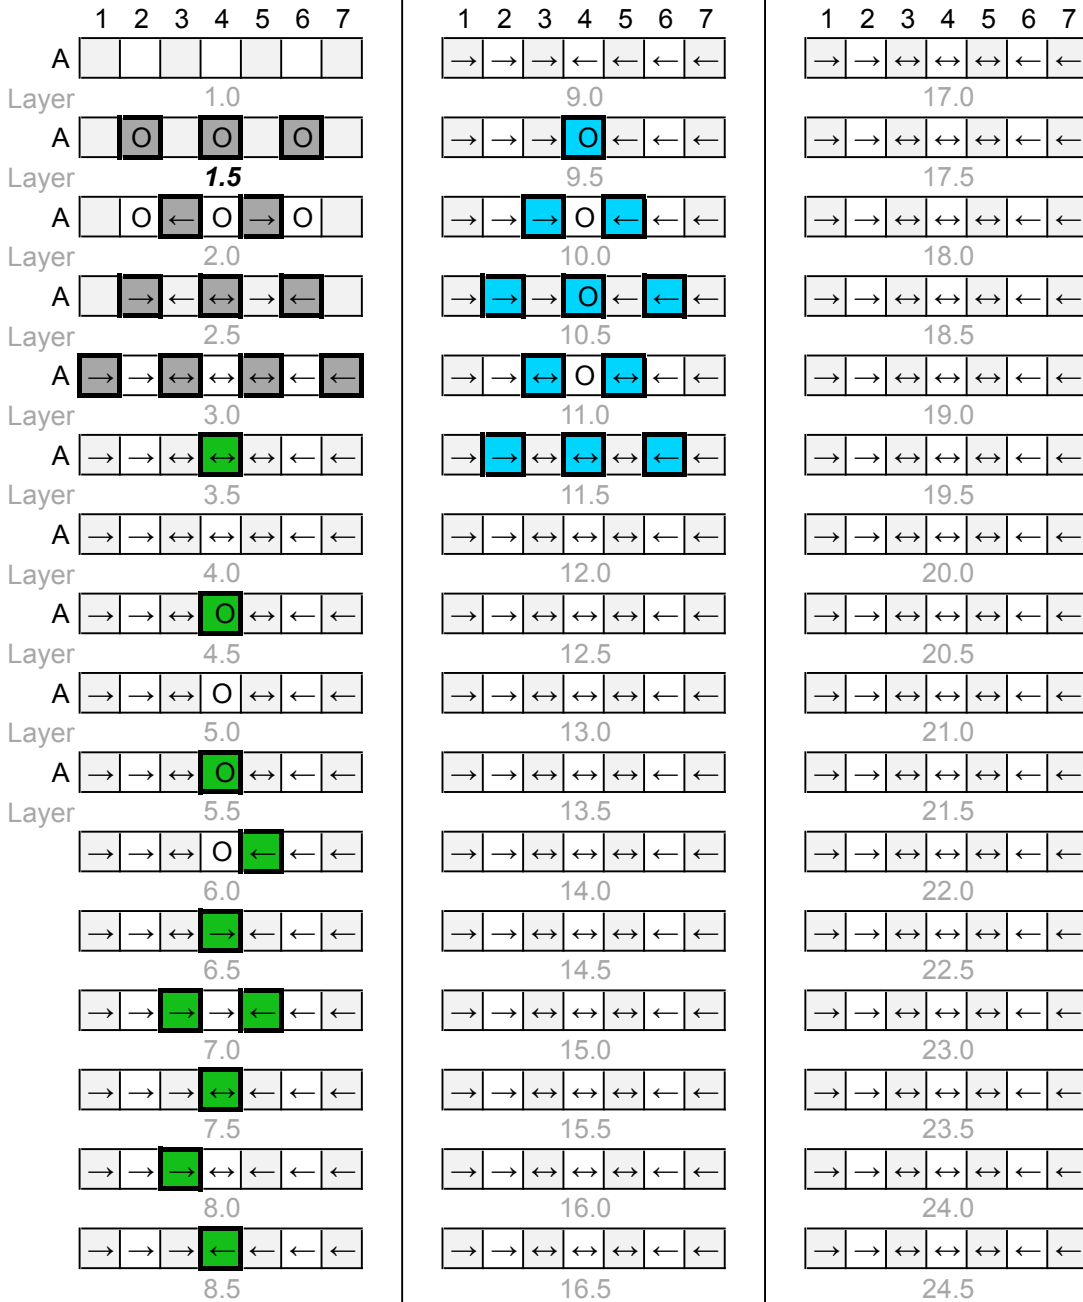 1 2 3 4 5 6 7
A
Layer 1.0
A O O O
Layer 1.5
A O ← O → O
Layer 2.0
A → ← ↔ → ←
Layer 2.5
A → → ↔ ↔ ↔ ← ←
Layer 3.0
A → → ↔ ↔ ↔ ← ←
Layer 3.5
A → → ↔ ↔ ↔ ← ←
Layer 4.0
A → → ↔ O ↔ ← ←
Layer 4.5
A → → ↔ O ↔ ← ←
Layer 5.0
A → → ↔ O ↔ ← ←
Layer 5.5
→ → ↔ O ← ← ←
6.0
→ → ↔ → ← ← ←
6.5
→ → → → ← ← ←
7.0
→ → → ↔ ← ← ←
7.5
→ → → ↔ ← ← ←
8.0
→ → → ← ← ← ←
8.5
1 2 3 4 5 6 7
→ → → ← ← ← ←
9.0
→ → → O ← ← ←
9.5
→ → → O ← ← ←
10.0
→ → → O ← ← ←
10.5
→ → ↔ O ↔ ← ←
11.0
→ → ↔ ↔ ↔ ← ←
11.5
→ → ↔ ↔ ↔ ← ←
12.0
→ → ↔ ↔ ↔ ← ←
12.5
→ → ↔ ↔ ↔ ← ←
13.0
→ → ↔ ↔ ↔ ← ←
13.5
→ → ↔ ↔ ↔ ← ←
14.0
→ → ↔ ↔ ↔ ← ←
14.5
→ → ↔ ↔ ↔ ← ←
15.0
→ → ↔ ↔ ↔ ← ←
15.5
→ → ↔ ↔ ↔ ← ←
16.0
→ → ↔ ↔ ↔ ← ←
16.5
1 2 3 4 5 6 7
→ → ↔ ↔ ↔ ← ←
17.0
→ → ↔ ↔ ↔ ← ←
17.5
→ → ↔ ↔ ↔ ← ←
18.0
→ → ↔ ↔ ↔ ← ←
18.5
→ → ↔ ↔ ↔ ← ←
19.0
→ → ↔ ↔ ↔ ← ←
19.5
→ → ↔ ↔ ↔ ← ←
20.0
→ → ↔ ↔ ↔ ← ←
20.5
→ → ↔ ↔ ↔ ← ←
21.0
→ → ↔ ↔ ↔ ← ←
21.5
→ → ↔ ↔ ↔ ← ←
22.0
→ → ↔ ↔ ↔ ← ←
22.5
→ → ↔ ↔ ↔ ← ←
23.0
→ → ↔ ↔ ↔ ← ←
23.5
→ → ↔ ↔ ↔ ← ←
24.0
→ → ↔ ↔ ↔ ← ←
24.5